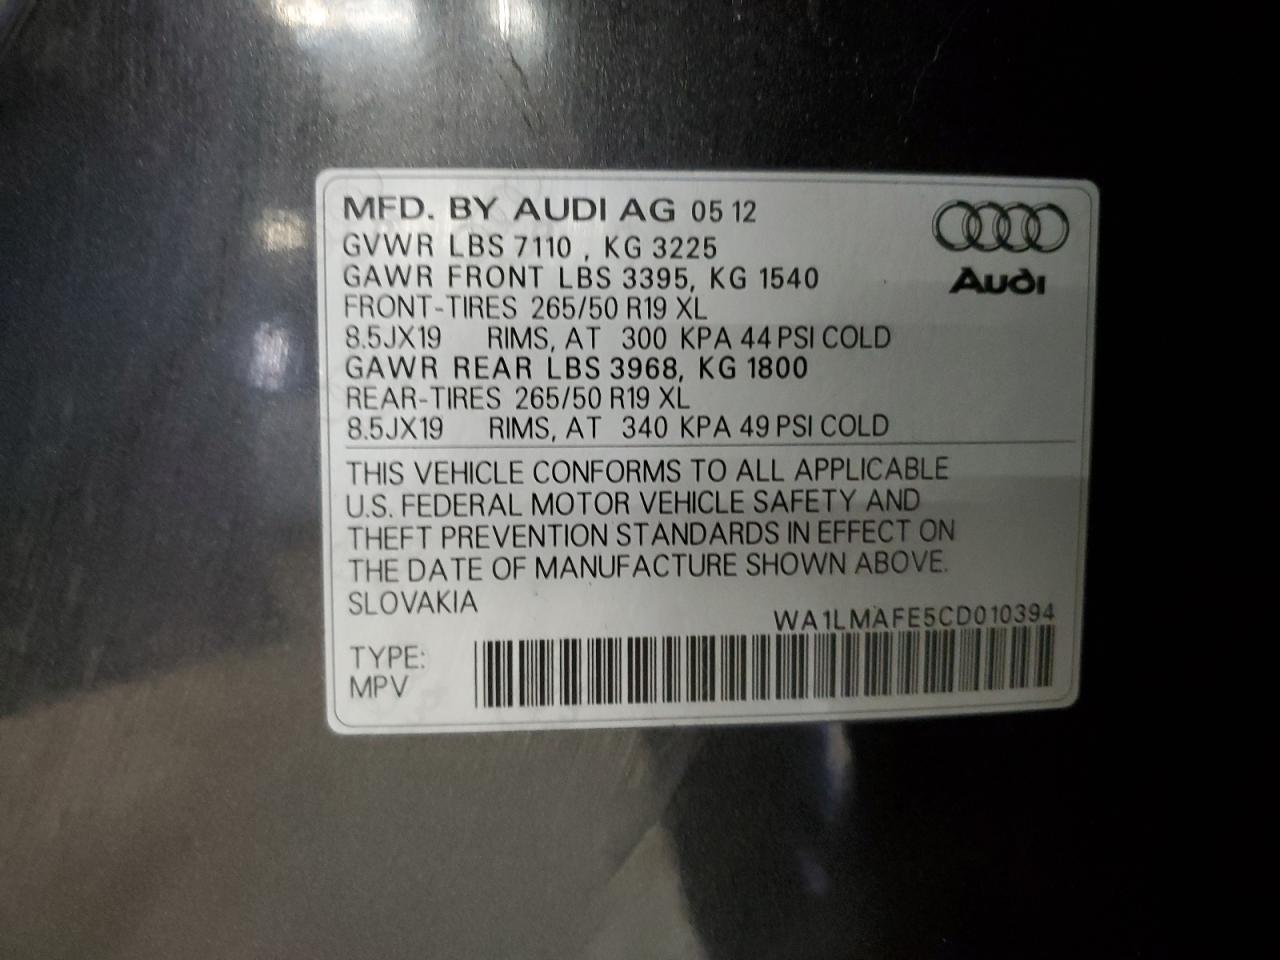 MFD. BY AUDI AG 05 12
GVWR LBS 7110 , KG 3225
GAWR FRONT LBS 3395, KG 1540
FRONT-TIRES 265/50 R19 XL
8.5JX19 RIMS, AT 300 KPA 44 PSI COLD
GAWR REAR LBS 3968, KG 1800
REAR-TIRES 265/50 R19 XL
8.5JX19 RIMS, AT 340 KPA 49 PSI COLD
Audi
THIS VEHICLE CONFORMS TO ALL APPLICABLE
U.S. FEDERAL MOTOR VEHICLE SAFETY AND
THEFT PREVENTION STANDARDS IN EFFECT ON
THE DATE OF MANUFACTURE SHOWN ABOVE.
SLOVAKIA
WA1LMAFE5CD010394
TYPE:
MPV